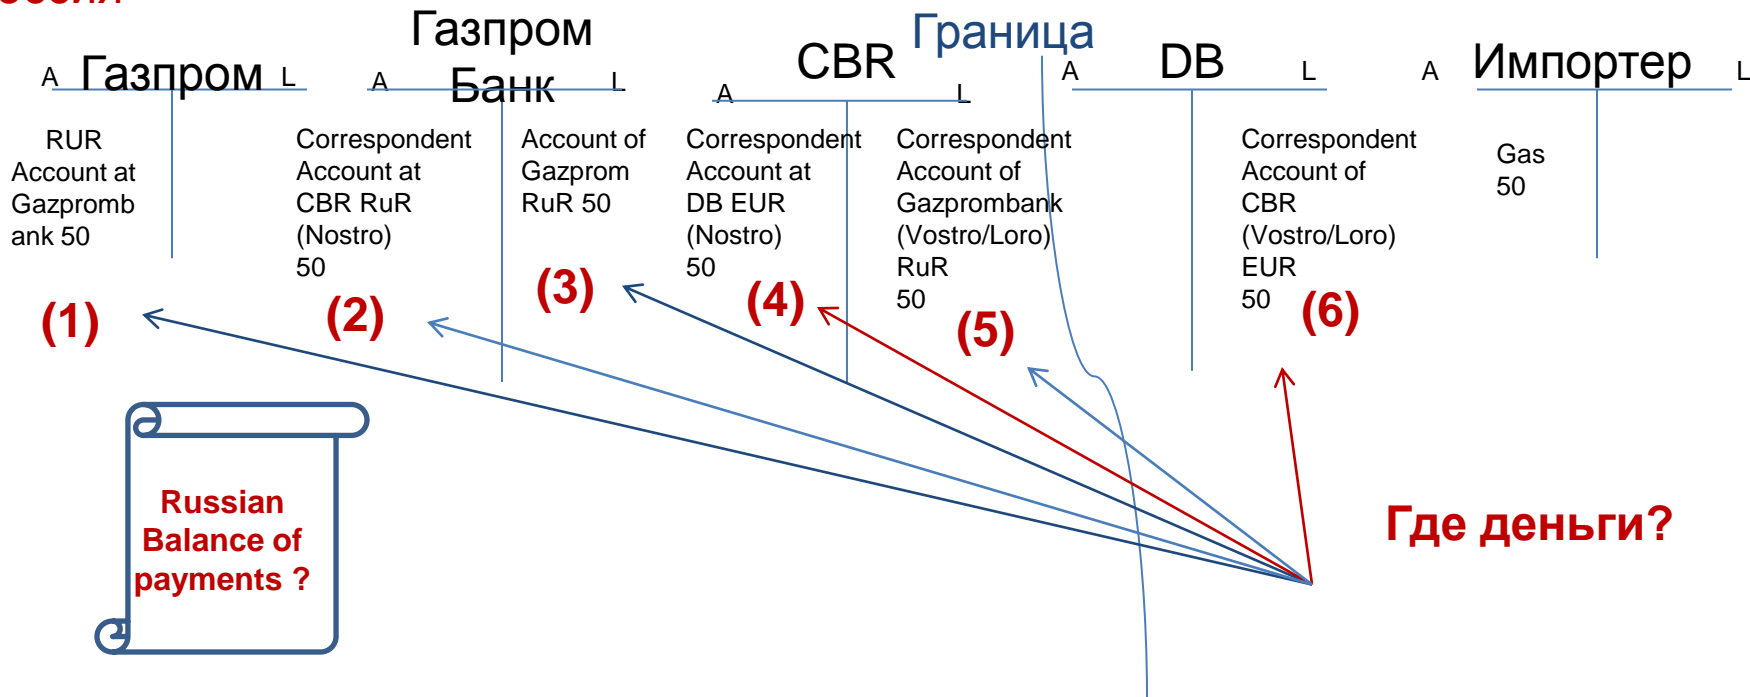 Газпром
Газпром
Банк
CBR
Граница
DB
Импортер
A
L
A
L
A
L
A
L
A
L
RUR
Account at
Gazpromb
ank 50
(1)
Correspondent
Account at
CBR RuR
(Nostro)
50
(2)
Account of
Gazprom
RuR 50
(3)
Correspondent
Account at
DB EUR
(Nostro)
50
(4)
Correspondent
Account of
Gazprombank
(Vostro/Loro)
RuR
50
(5)
Correspondent
Account of
CBR
(Vostro/Loro)
EUR
50
(6)
Gas
50
Russian
Balance of
payments ?
Где деньги?